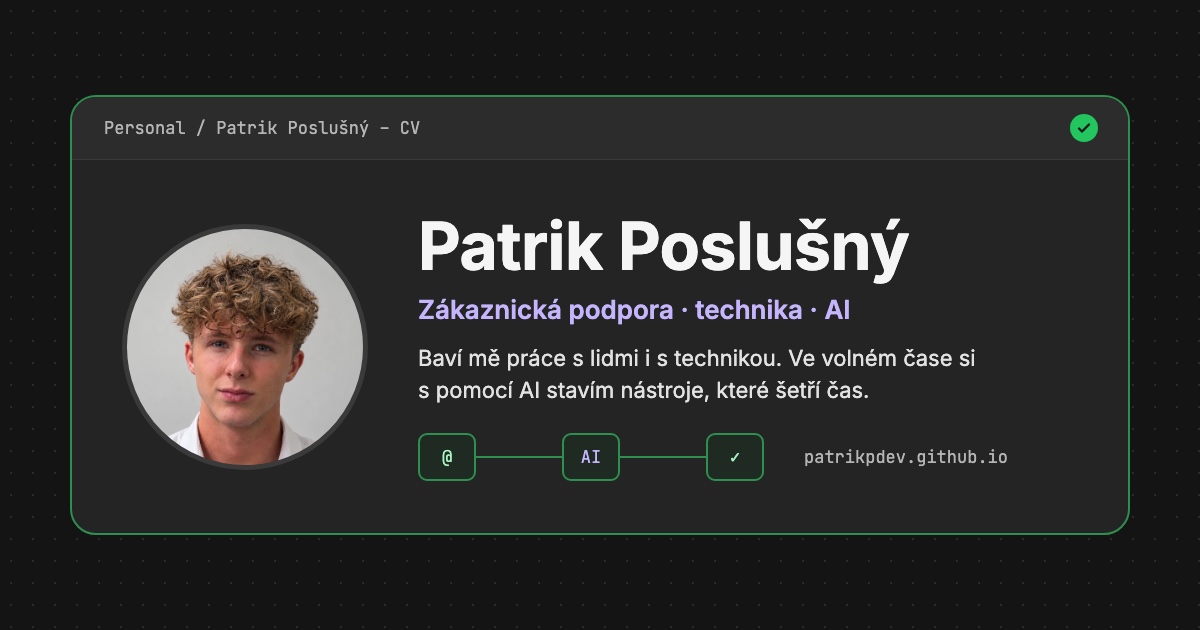 Personal / Patrik Poslušný – CV
Patrik Poslušný
Zákaznická podpora · technika · AI
Baví mě práce s lidmi i s technikou. Ve volném čase si
s pomocí AI stavím nástroje, které šetří čas.
@ AI ✓ patrikpdev.github.io